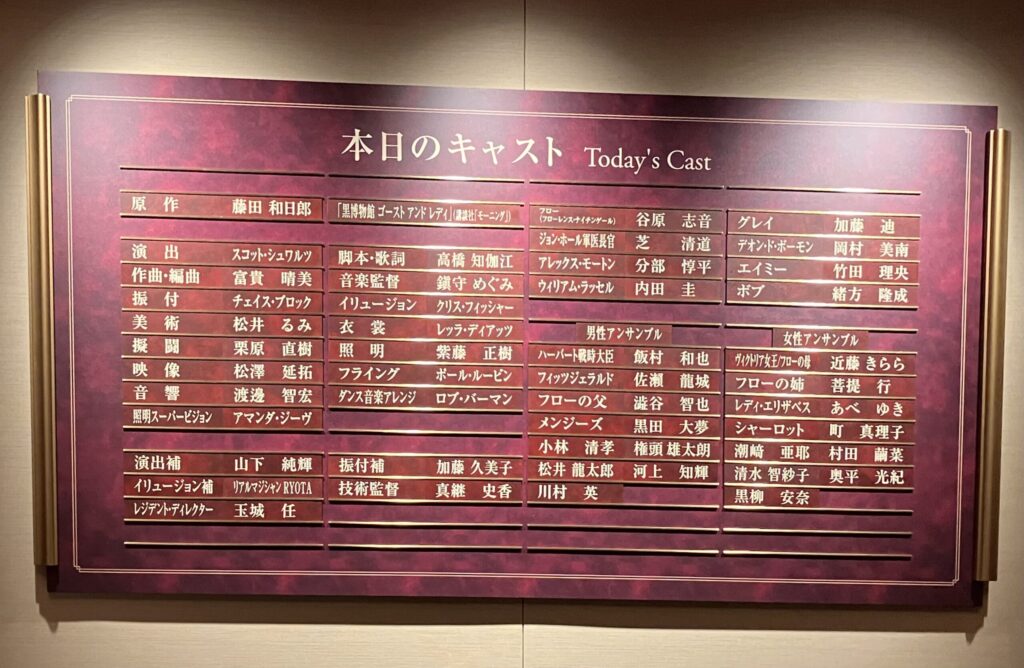 本日のキャスト Today's Cast
原作 藤田 和日郎
「黒博物館 ゴースト アンド レディ」(講談社「モーニング」)
演出 スコット・シュワルツ
作曲・編曲 富貴 晴美
振付 チェイス・ブロック
美術 松井 るみ
擬闘 栗原 直樹
映像 松澤 延拓
音響 渡邊 智宏
照明スーパービジョン アマンダ・ジーヴ
脚本・歌詞 高橋 知伽江
音楽監督 鎭守 めぐみ
イリュージョン クリス・フィッシャー
衣裳 レッラ・ディアッツ
照明 紫藤 正樹
フライング ポール・ルービン
ダンス音楽アレンジ ロブ・バーマン
演出補 山下 純輝
イリュージョン補 リアルマジシャン RYOTA
レジデント・ディレクター 玉城 任
振付補 加藤 久美子
技術監督 真継 史香
フロー(フローレンス・ナイチンゲール) 谷原 志音
ジョン・ホール軍医長官 芝 清道
アレックス・モートン 分部 惇平
ウィリアム・ラッセル 内田 圭
グレイ 加藤 迪
デオン・ド・ボーモン 岡村 美南
エイミー 竹田 理央
ボブ 緒方 隆成
男性アンサンブル
ハーバート戦時大臣 飯村 和也
フィッツジェラルド 佐瀬 龍城
フローの父 澁谷 智也
メンジーズ 黒田 大夢
小林 清孝 権頭 雄太朗
松井 龍太郎 河上 知輝
川村 英
女性アンサンブル
ヴィクトリア女王/フローの母 近藤 きらら
フローの姉 菩提 行
レディ・エリザベス あべ ゆき
シャーロット 町 真理子
潮﨑 亜耶 村田 繭菜
清水 智紗子 奥平 光紀
黒柳 安奈